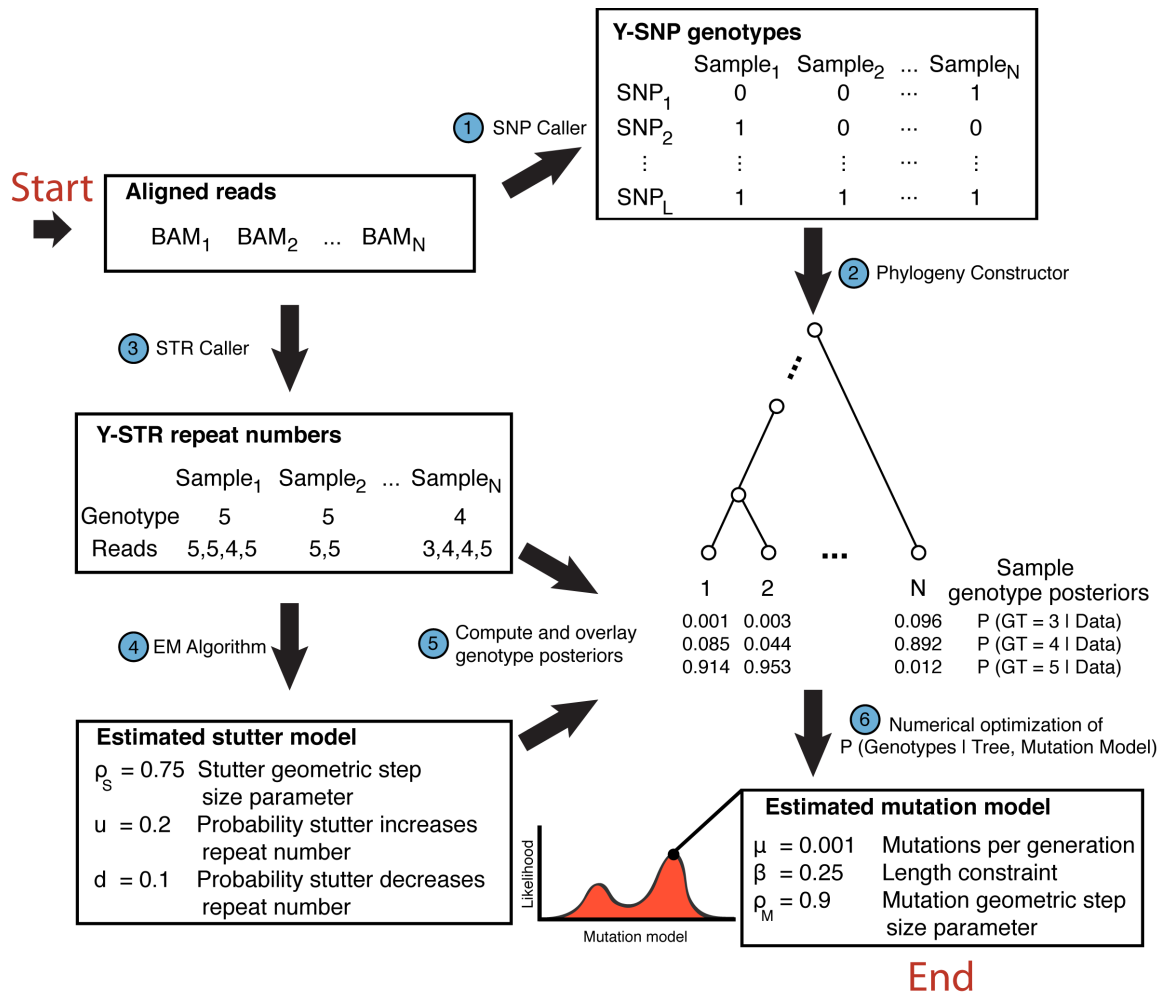 Start
Aligned reads
BAM1 BAM2 ... BAMN
1 SNP Caller
Y-SNP genotypes
Sample1 Sample2 ... SampleN
SNP1 0 0 ... 1
SNP2 1 0 ... 0
⋮ ⋮ ⋮ ... ⋮
SNPL 1 1 ... 1
2 Phylogeny Constructor
3 STR Caller
Y-STR repeat numbers
Sample1 Sample2 ... SampleN
Genotype 5 5 4
Reads 5,5,4,5 5,5 3,4,4,5
4 EM Algorithm
5 Compute and overlay
genotype posteriors
...
1 2 N
Sample
genotype posteriors
0.001 0.003 0.096 P (GT = 3 | Data)
0.085 0.044 0.892 P (GT = 4 | Data)
0.914 0.953 0.012 P (GT = 5 | Data)
6 Numerical optimization of
P (Genotypes | Tree, Mutation Model)
Estimated stutter model
ρS = 0.75 Stutter geometric step
size parameter
u = 0.2 Probability stutter increases
repeat number
d = 0.1 Probability stutter decreases
repeat number
Likelihood
Mutation model
Estimated mutation model
μ = 0.001 Mutations per generation
β = 0.25 Length constraint
ρM = 0.9 Mutation geometric step
size parameter
End